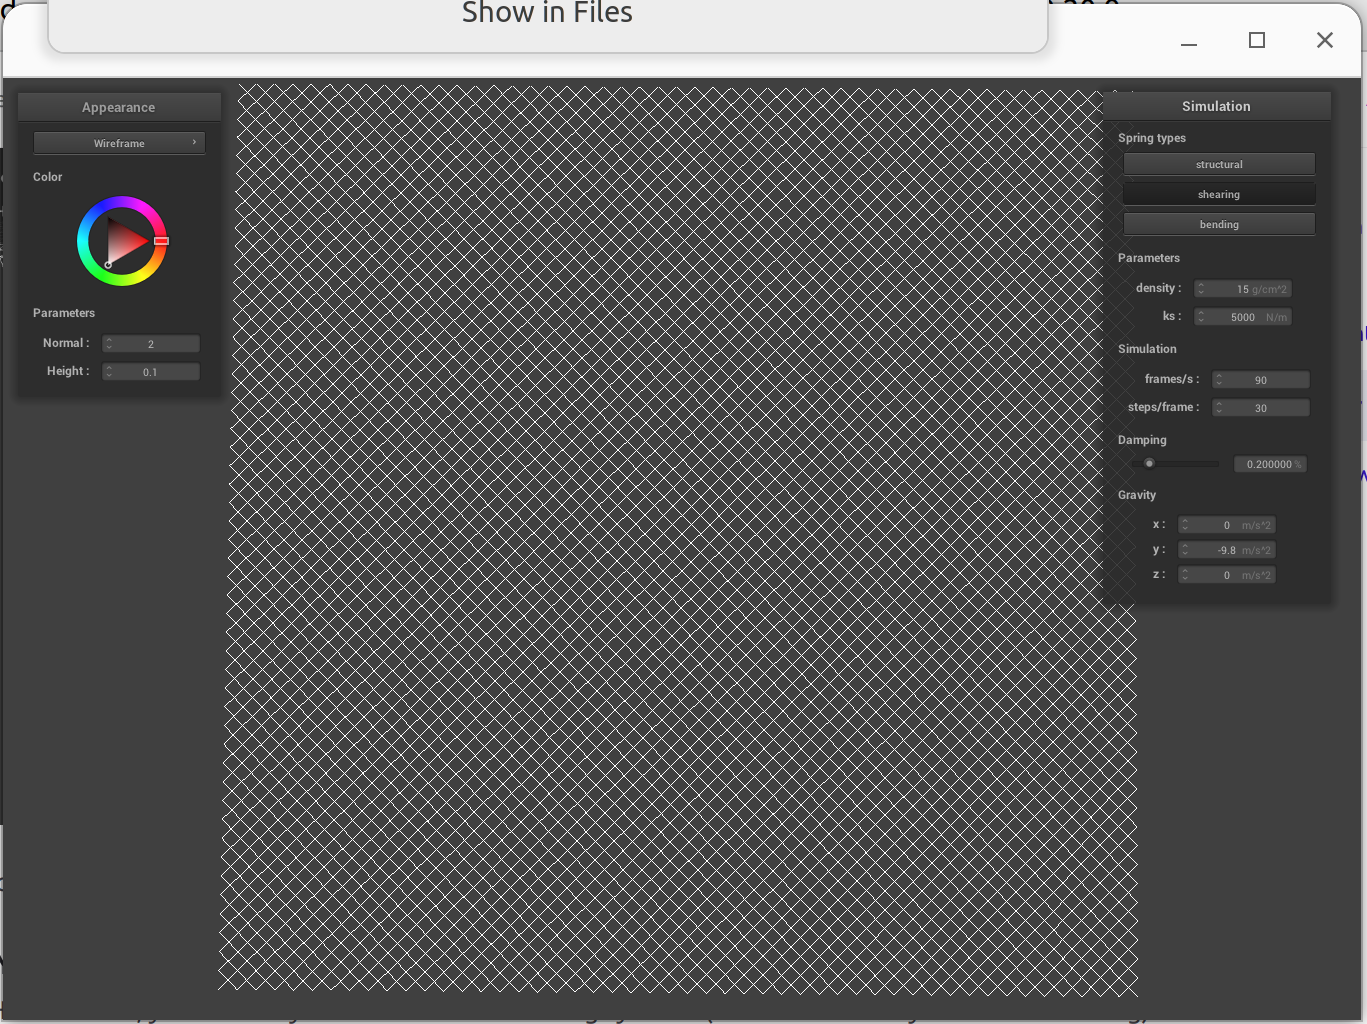 Show in Files
Appearance
Wireframe
Color
Parameters
Normal : 2
Height : 0.1
Simulation
Spring types
structural
shearing
bending
Parameters
density : 15 g/cm^2
ks : 5000 N/m
Simulation
frames/s : 90
steps/frame : 30
Damping
0.200000 %
Gravity
x : 0 m/s^2
y : -9.8 m/s^2
z : 0 m/s^2